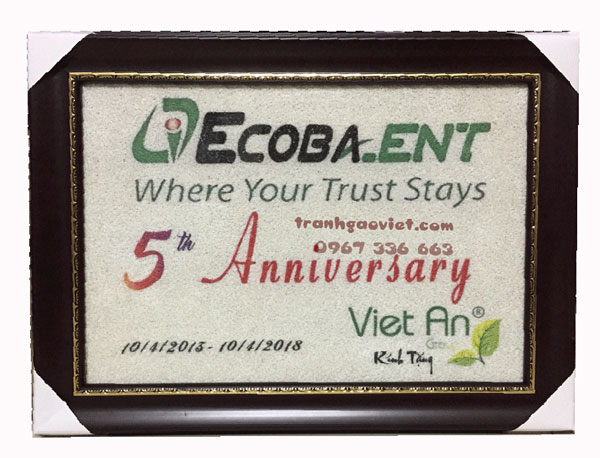 ECOBA.ENT
Where Your Trust Stays
tranhgaoviet.com
0967 336 663
5th Anniversary
Viet An®
10/4/2013 - 10/4/2018
Kính Tặng